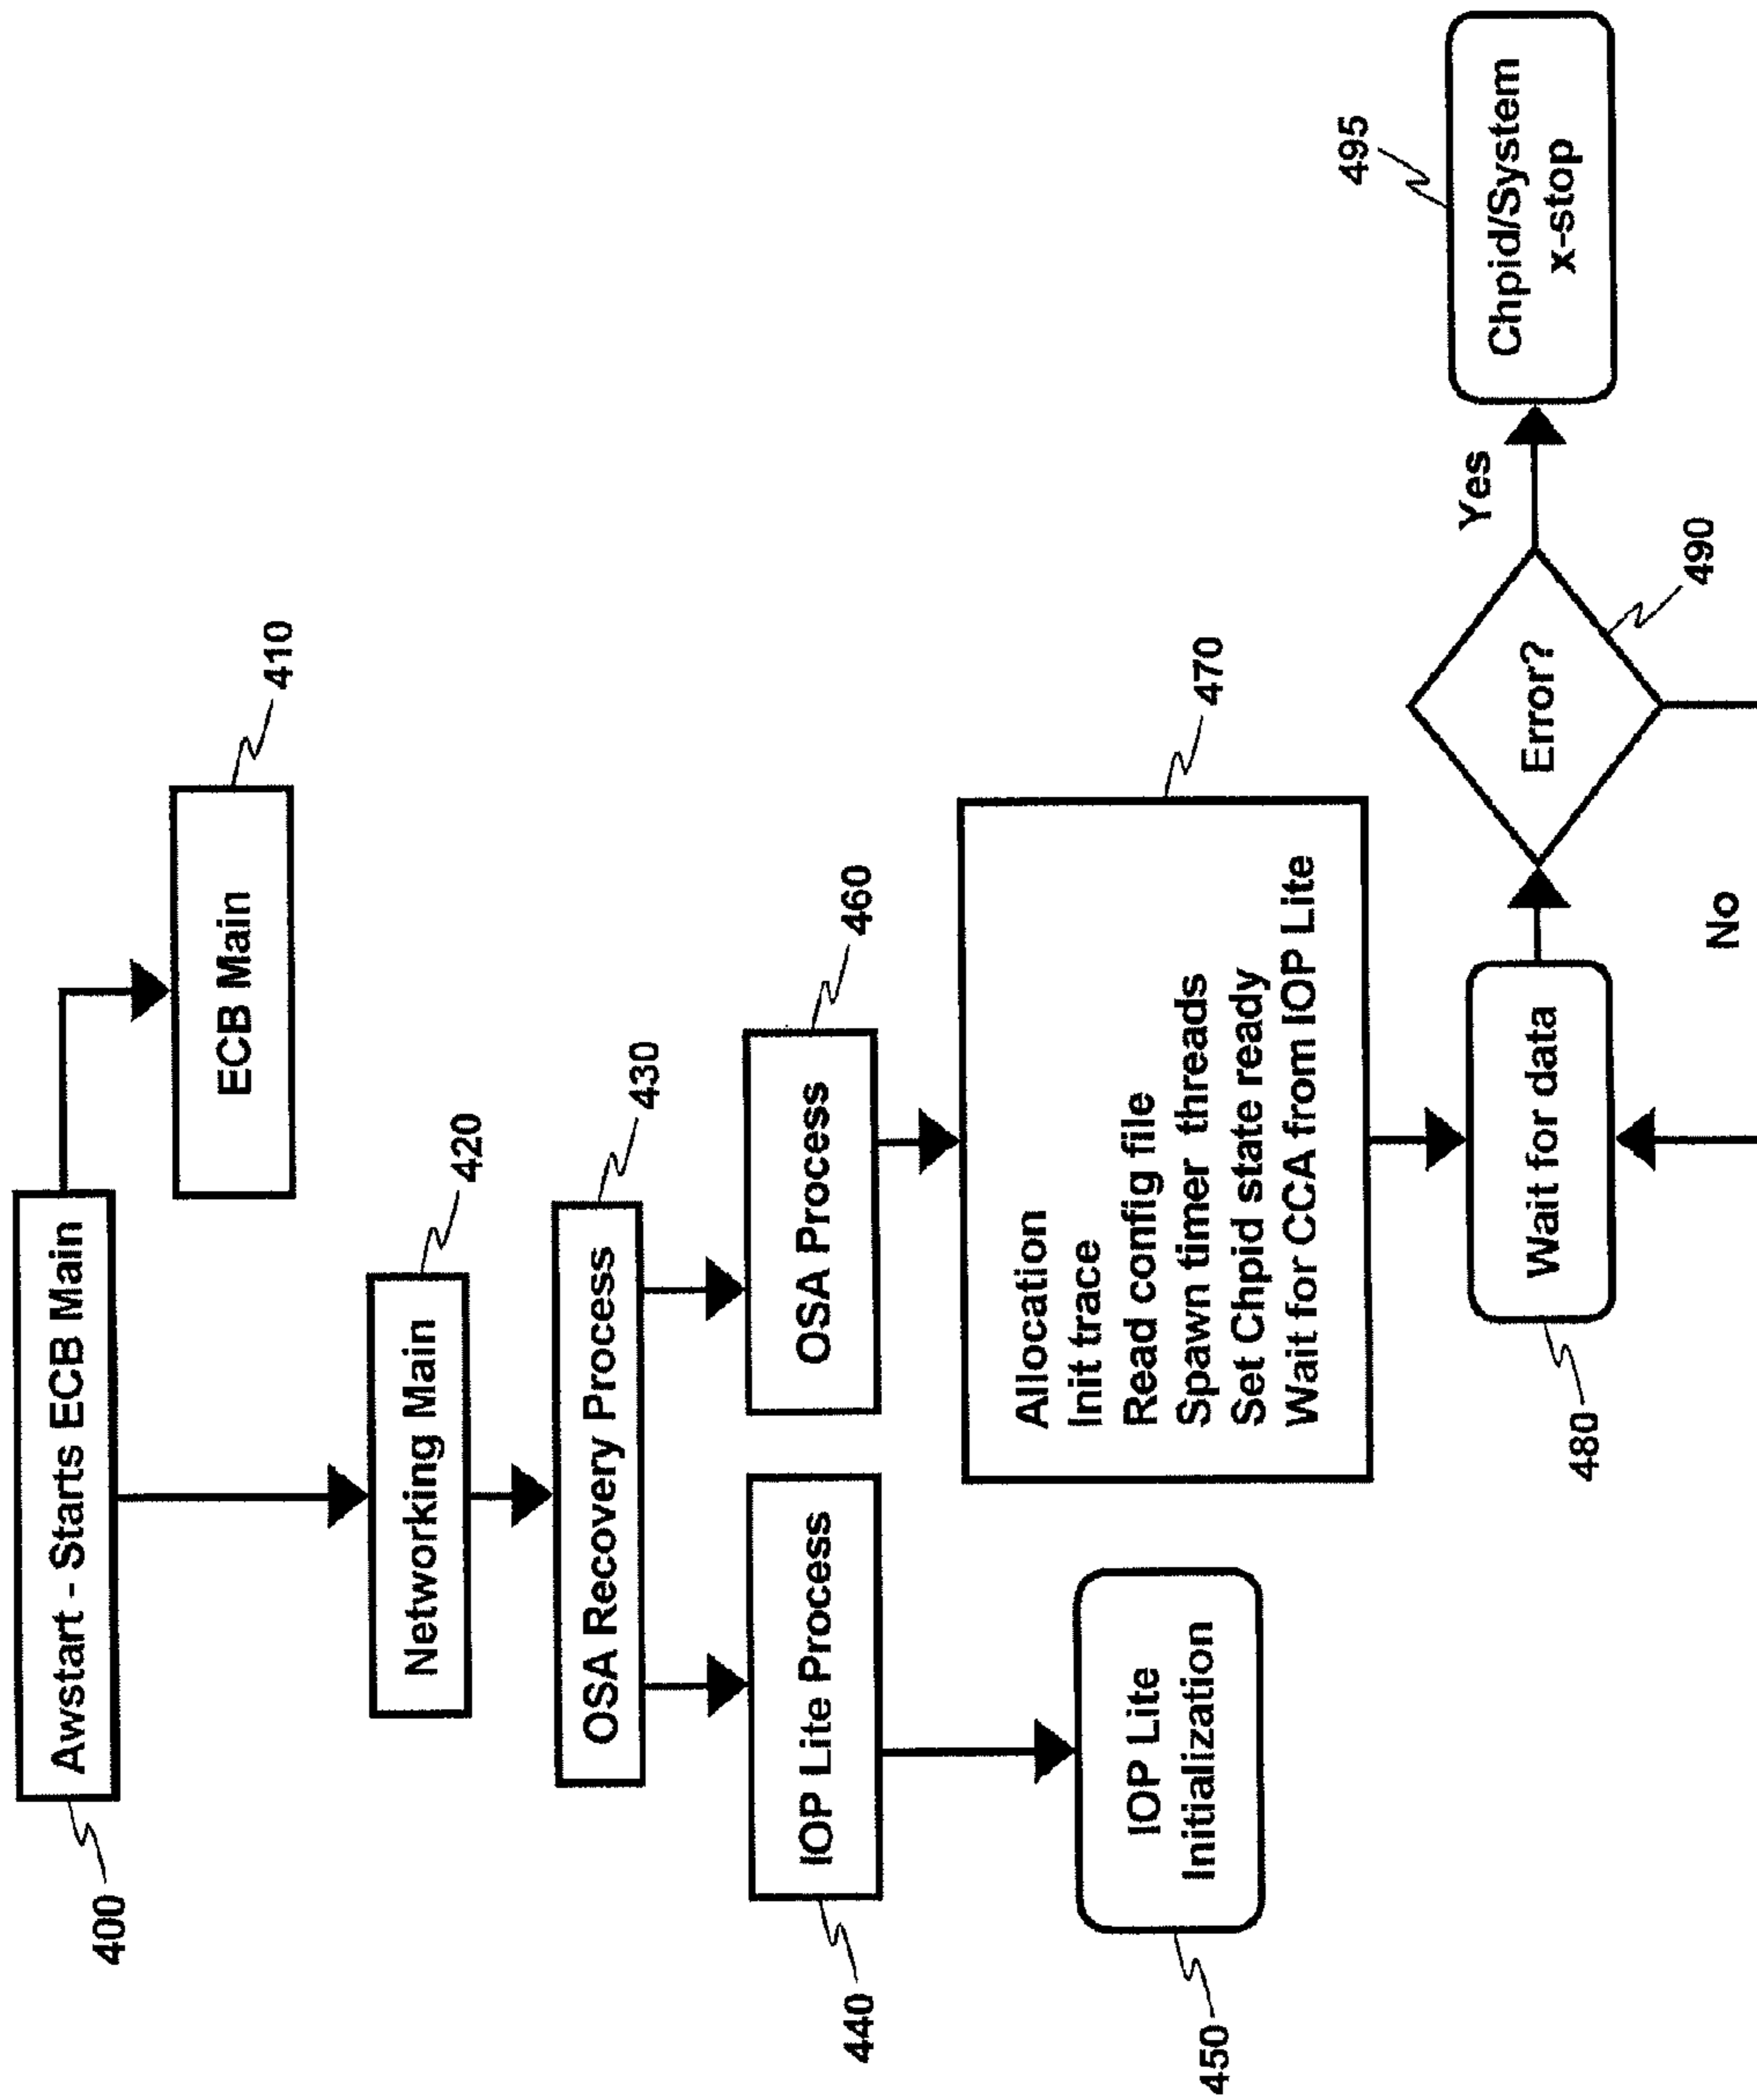 Awstart - Starts ECB Main
400
ECB Main
410
Networking Main
420
OSA Recovery Process
430
IOP Lite Process
440
OSA Process
460
IOP Lite
Initialization
450
Allocation
Init trace
Read config file
Spawn timer threads
Set Chpid state ready
Wait for CCA from IOP Lite
470
Wait for data
480
Error?
490
Yes
No
Chpid/System
x-stop
495